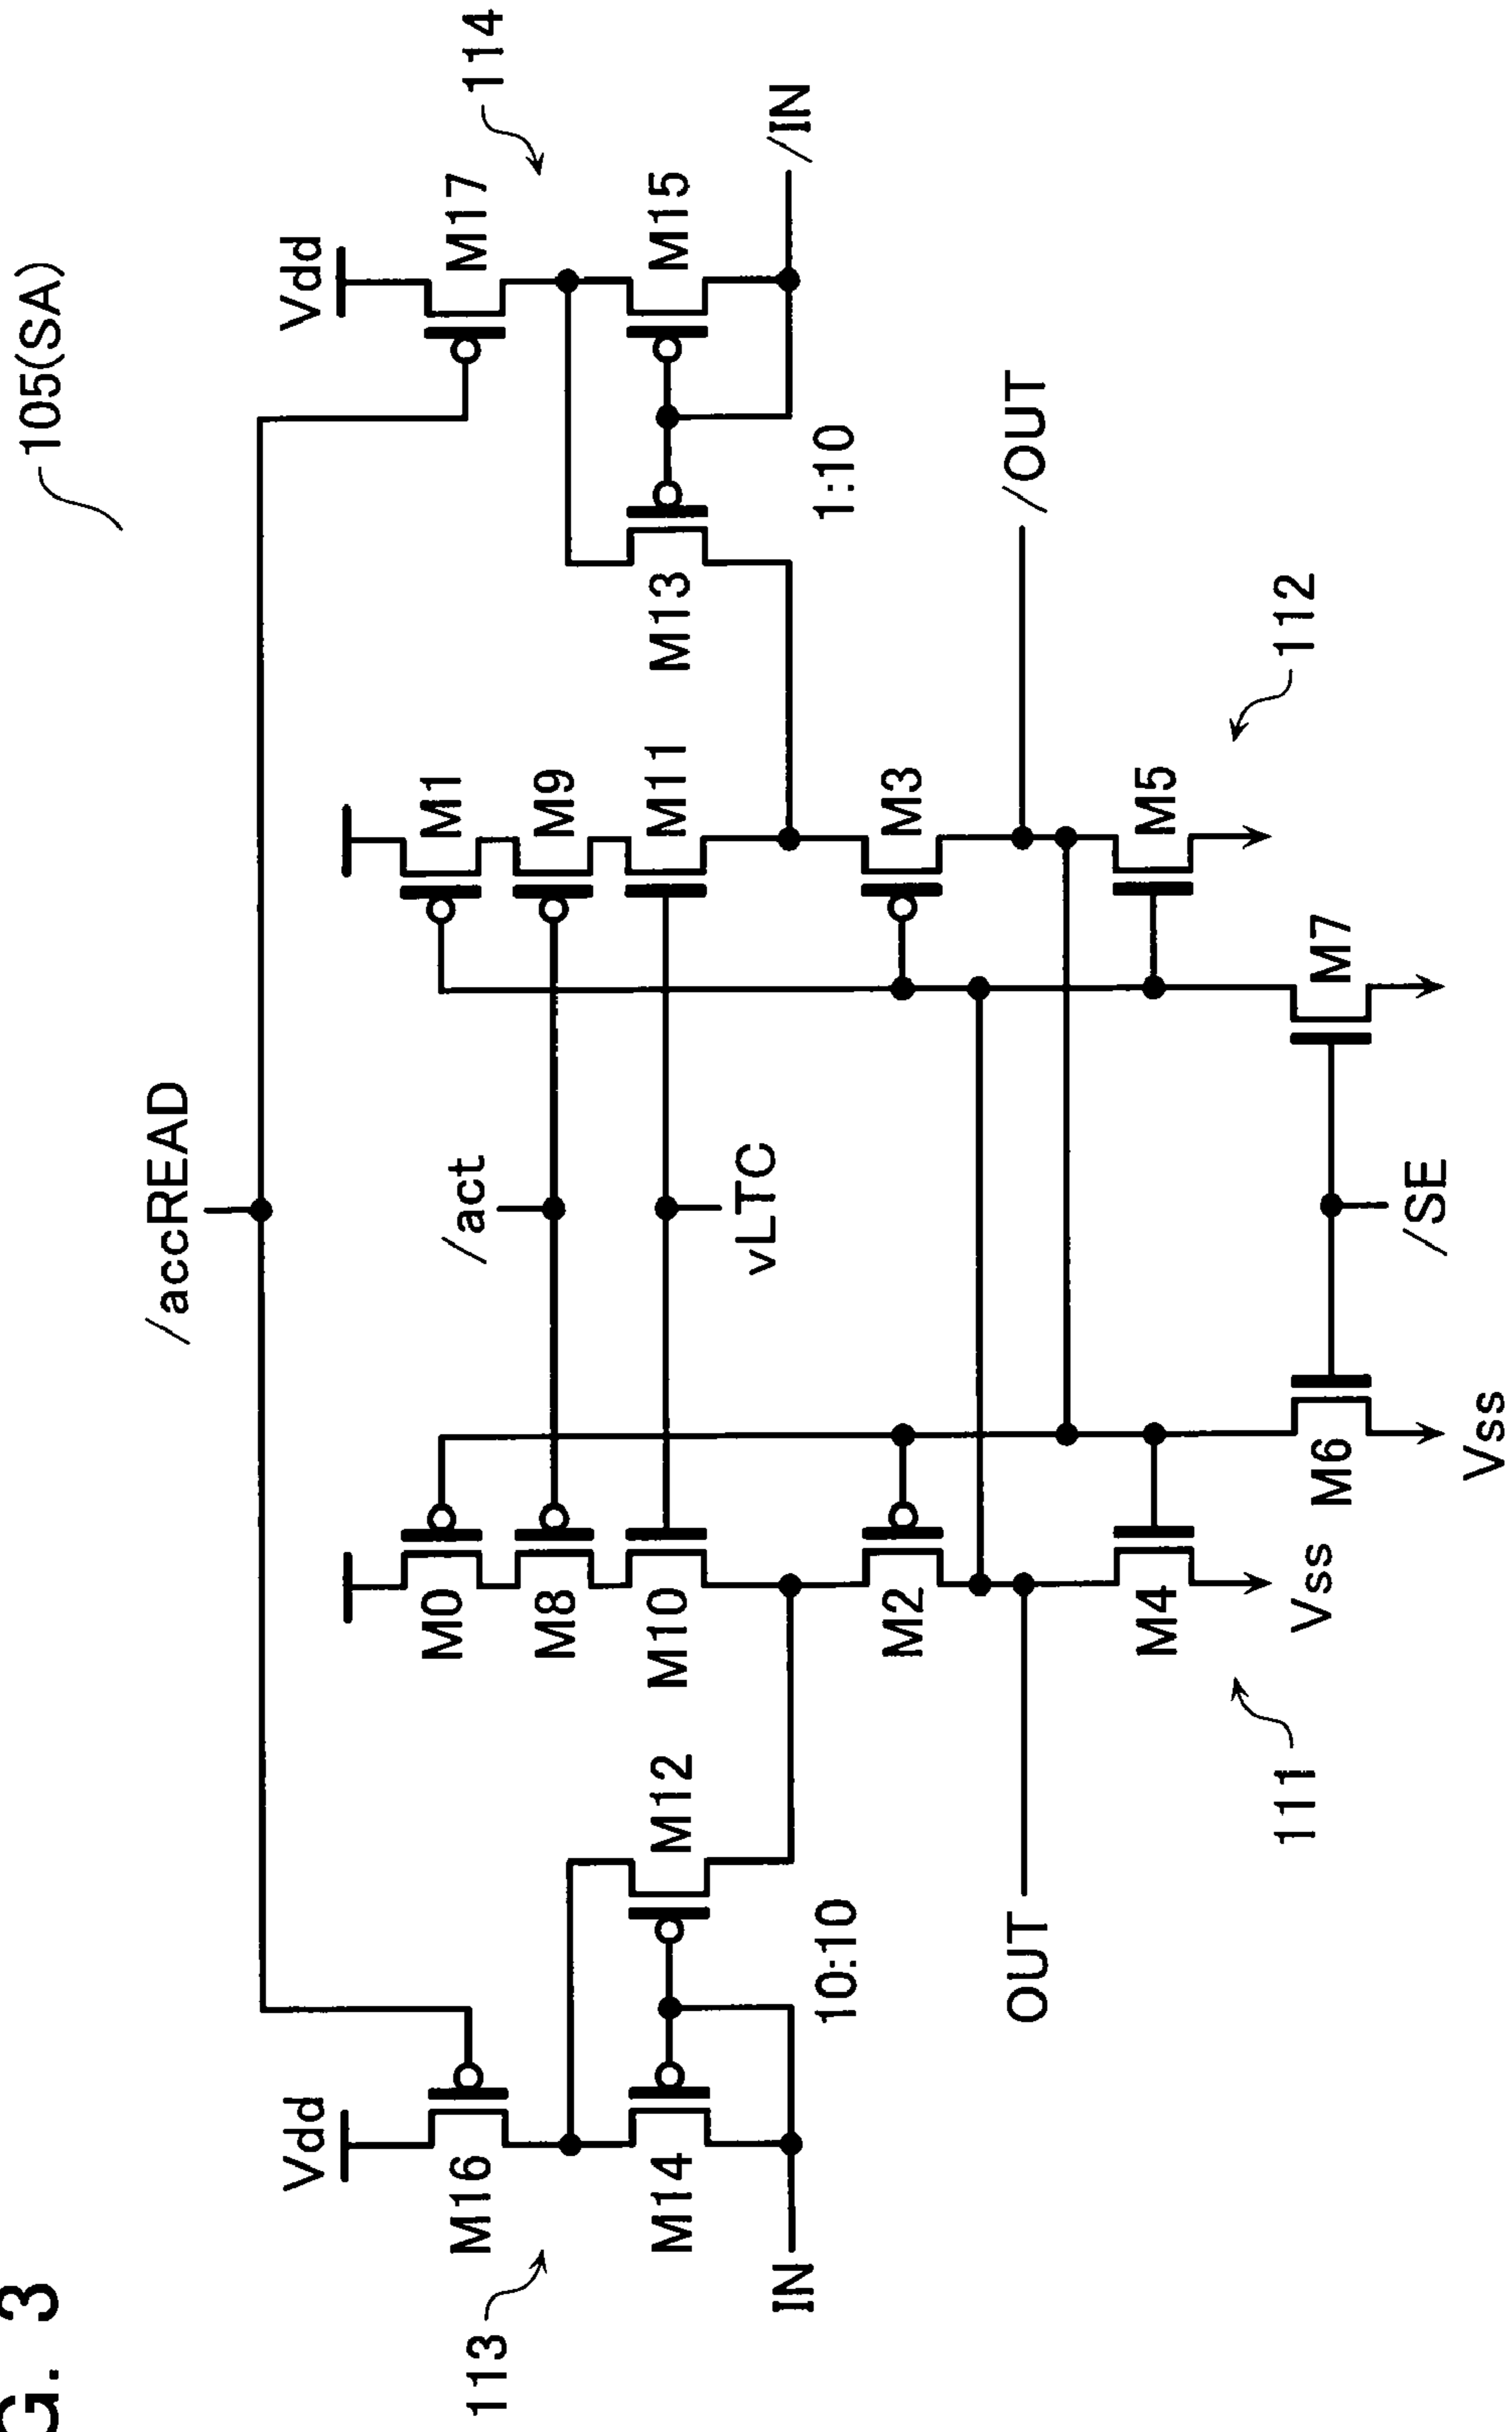 G. 3
105(SA)
/accREAD
Vdd
Vdd
113
114
M16
M0
M1
M17
/act
M8
M9
M14
M12
M10
M11
M13
M15
vLTC
IN
10:10
1:10
/IN
M2
M3
OUT
/OUT
M4
M5
111
Vss
112
M6
M7
/SE
Vss